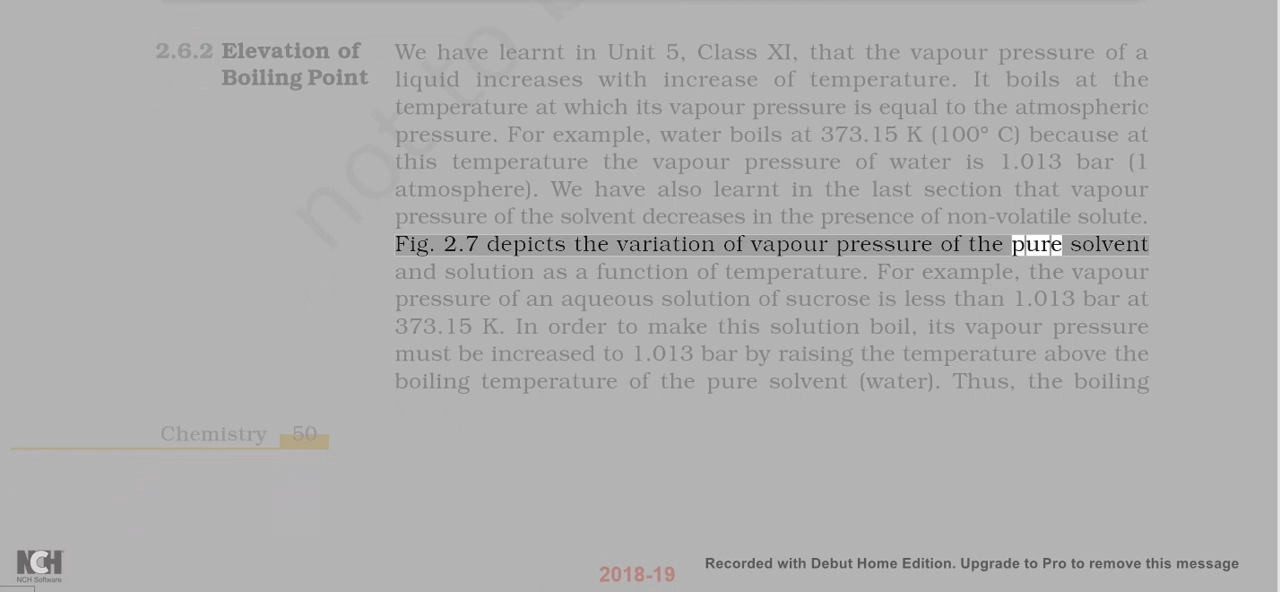 2.6.2 Elevation of Boiling Point
We have learnt in Unit 5, Class XI, that the vapour pressure of a
liquid increases with increase of temperature. It boils at the
temperature at which its vapour pressure is equal to the atmospheric
pressure. For example, water boils at 373.15 K (100° C) because at
this temperature the vapour pressure of water is 1.013 bar (1
atmosphere). We have also learnt in the last section that vapour
pressure of the solvent decreases in the presence of non-volatile solute.
Fig. 2.7 depicts the variation of vapour pressure of the pure solvent
and solution as a function of temperature. For example, the vapour
pressure of an aqueous solution of sucrose is less than 1.013 bar at
373.15 K. In order to make this solution boil, its vapour pressure
must be increased to 1.013 bar by raising the temperature above the
boiling temperature of the pure solvent (water). Thus, the boiling
Chemistry 50
not to
NCH
NCH Software
2018-19
Recorded with Debut Home Edition. Upgrade to Pro to remove this message